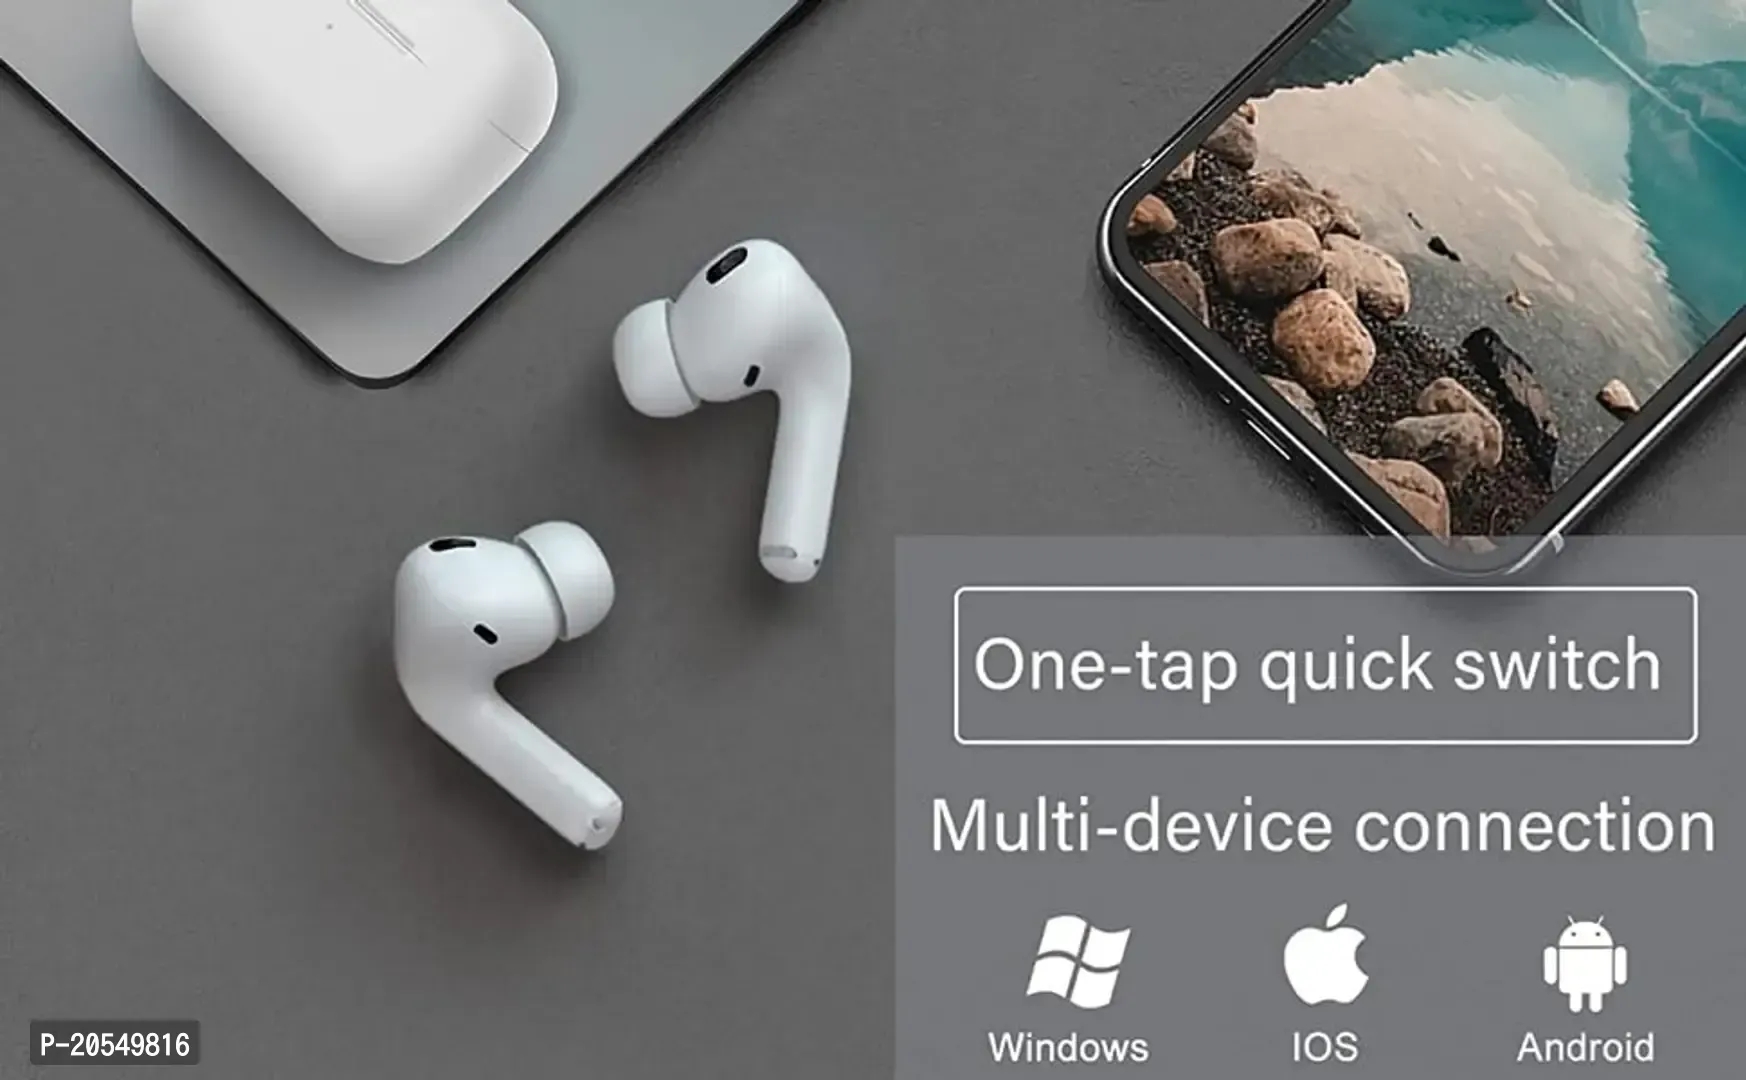 One-tap quick switch
Multi-device connection
Windows
IOS
Android
P-20549816